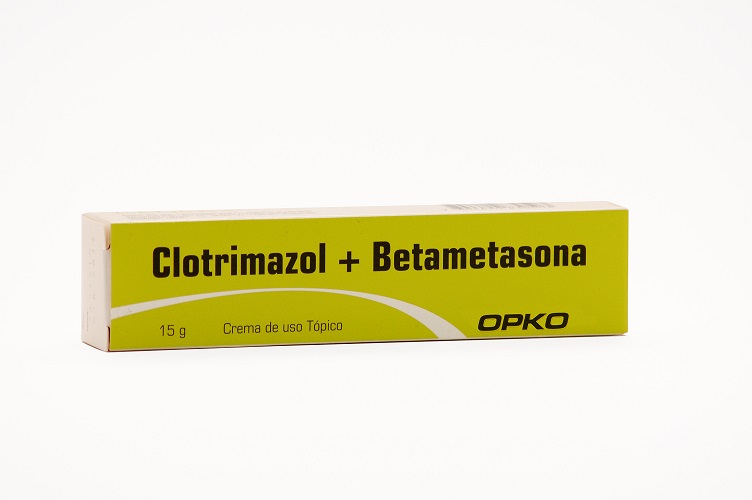 Clotrimazol + Betametasona
15 g Crema de uso Tópico
OPKO